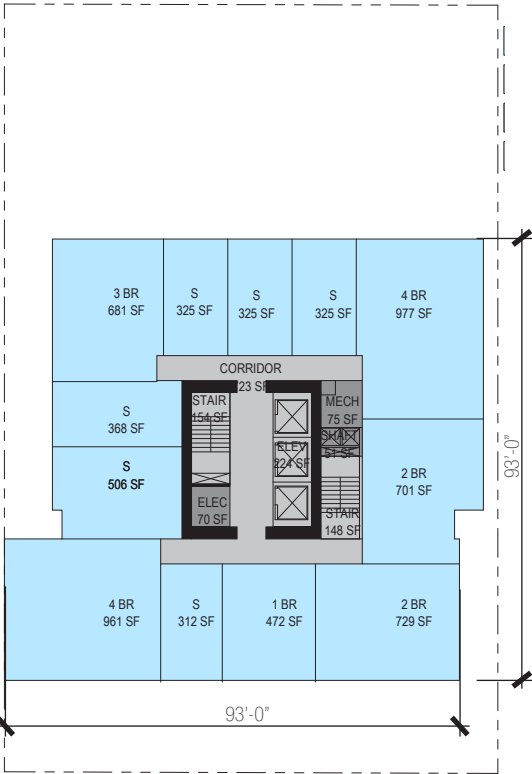 3 BR
681 SF
S
325 SF
S
325 SF
S
325 SF
4 BR
977 SF
CORRIDOR
23 SF
STAIR
154 SF
MECH
75 SF
S
368 SF
ELEV
224 SF
SHAFT
51 SF
S
506 SF
2 BR
701 SF
93'-0"
ELEC
70 SF
STAIR
148 SF
4 BR
961 SF
S
312 SF
1 BR
472 SF
2 BR
729 SF
93'-0"